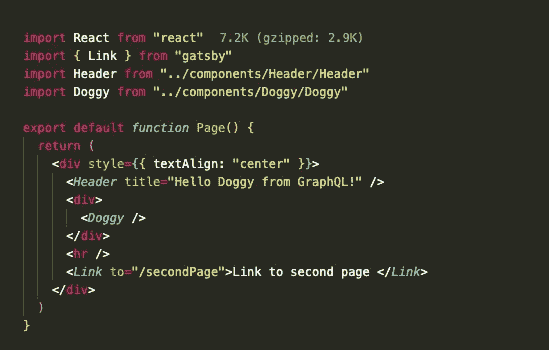 import React from "react"  7.2K (gzipped: 2.9K)
import { Link } from "gatsby"
import Header from "../components/Header/Header"
import Doggy from "../components/Doggy/Doggy"

export default function Page() {
  return (
    <div style={{ textAlign: "center" }}>
      <Header title="Hello Doggy from GraphQL!" />
      <div>
        <Doggy />
      </div>
      <hr />
      <Link to="/secondPage">Link to second page </Link>
    </div>
  )
}